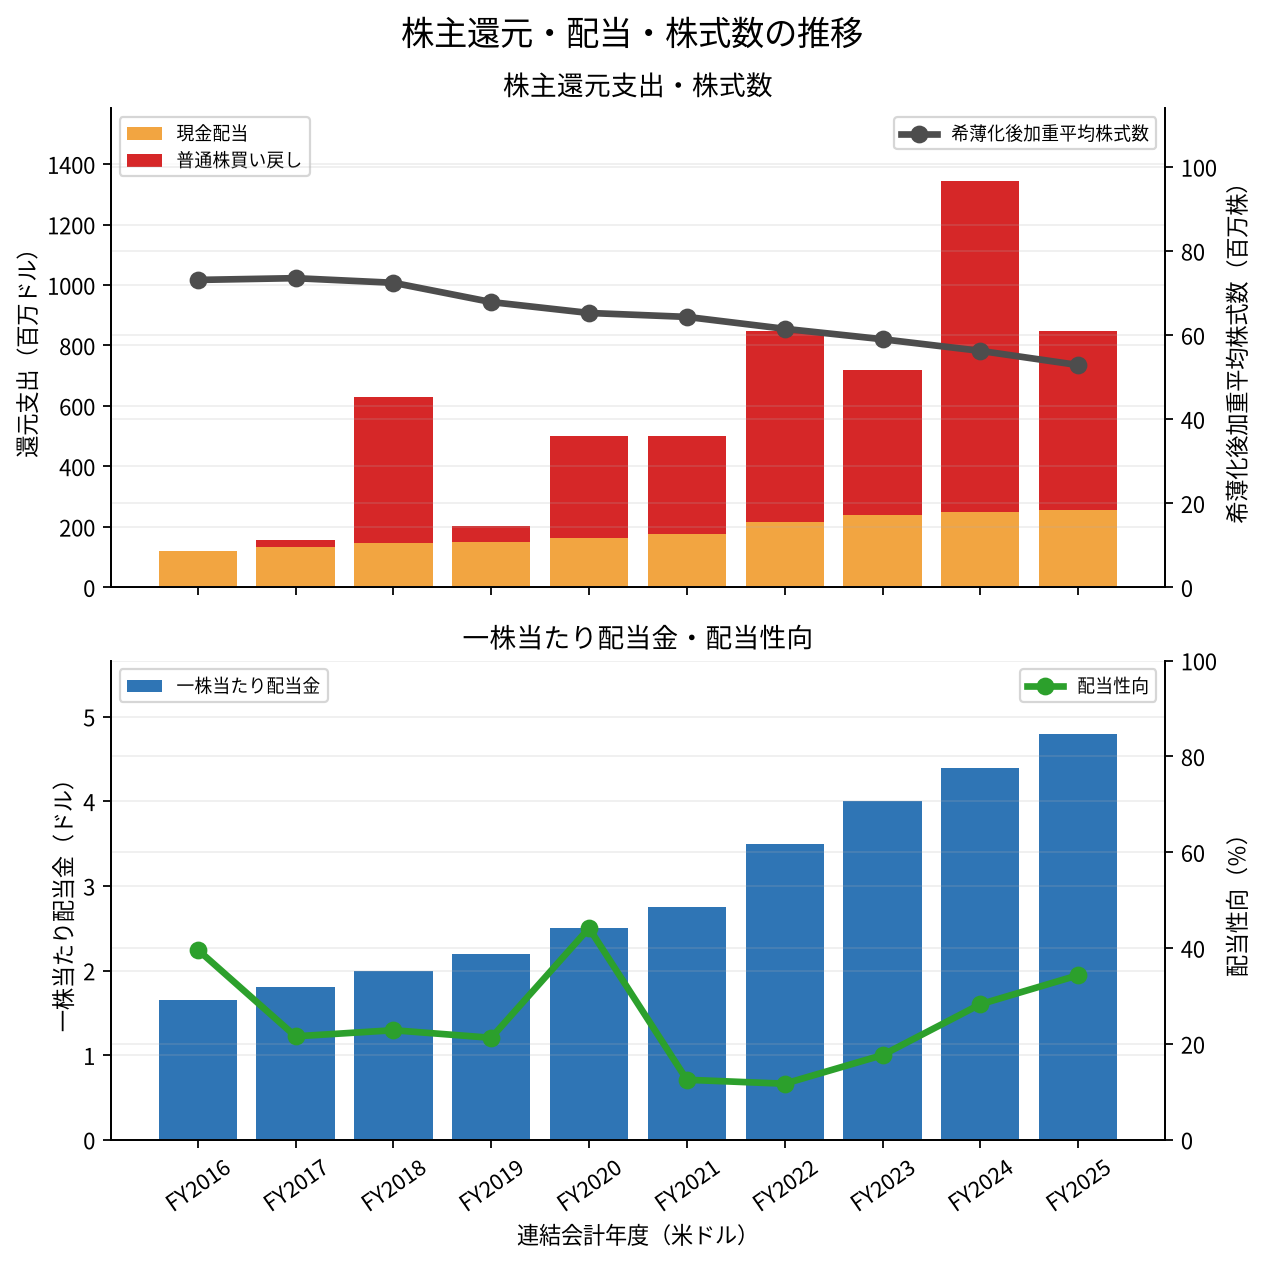 株主還元・配当・株式数の推移
株主還元支出・株式数
現金配当
普通株買い戻し
希薄化後加重平均株式数
還元支出（百万ドル）
1400
1200
1000
800
600
400
200
0
100
80
60
40
20
0
希薄化後加重平均株式数（百万株）
一株当たり配当金・配当性向
一株当たり配当金
配当性向
一株当たり配当金（ドル）
5
4
3
2
1
0
100
80
60
40
20
0
配当性向（%）
FY2016
FY2017
FY2018
FY2019
FY2020
FY2021
FY2022
FY2023
FY2024
FY2025
連結会計年度（米ドル）